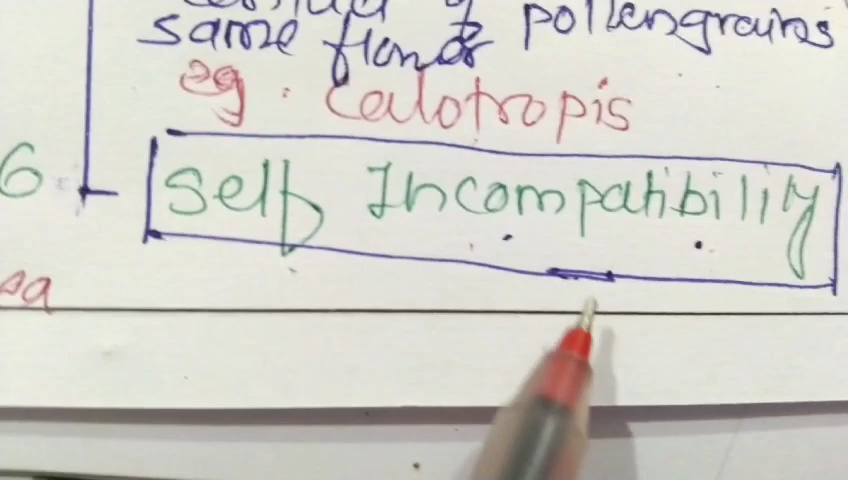 same flower pollengrains
eg. Calotropis
6 Self Incompatibility